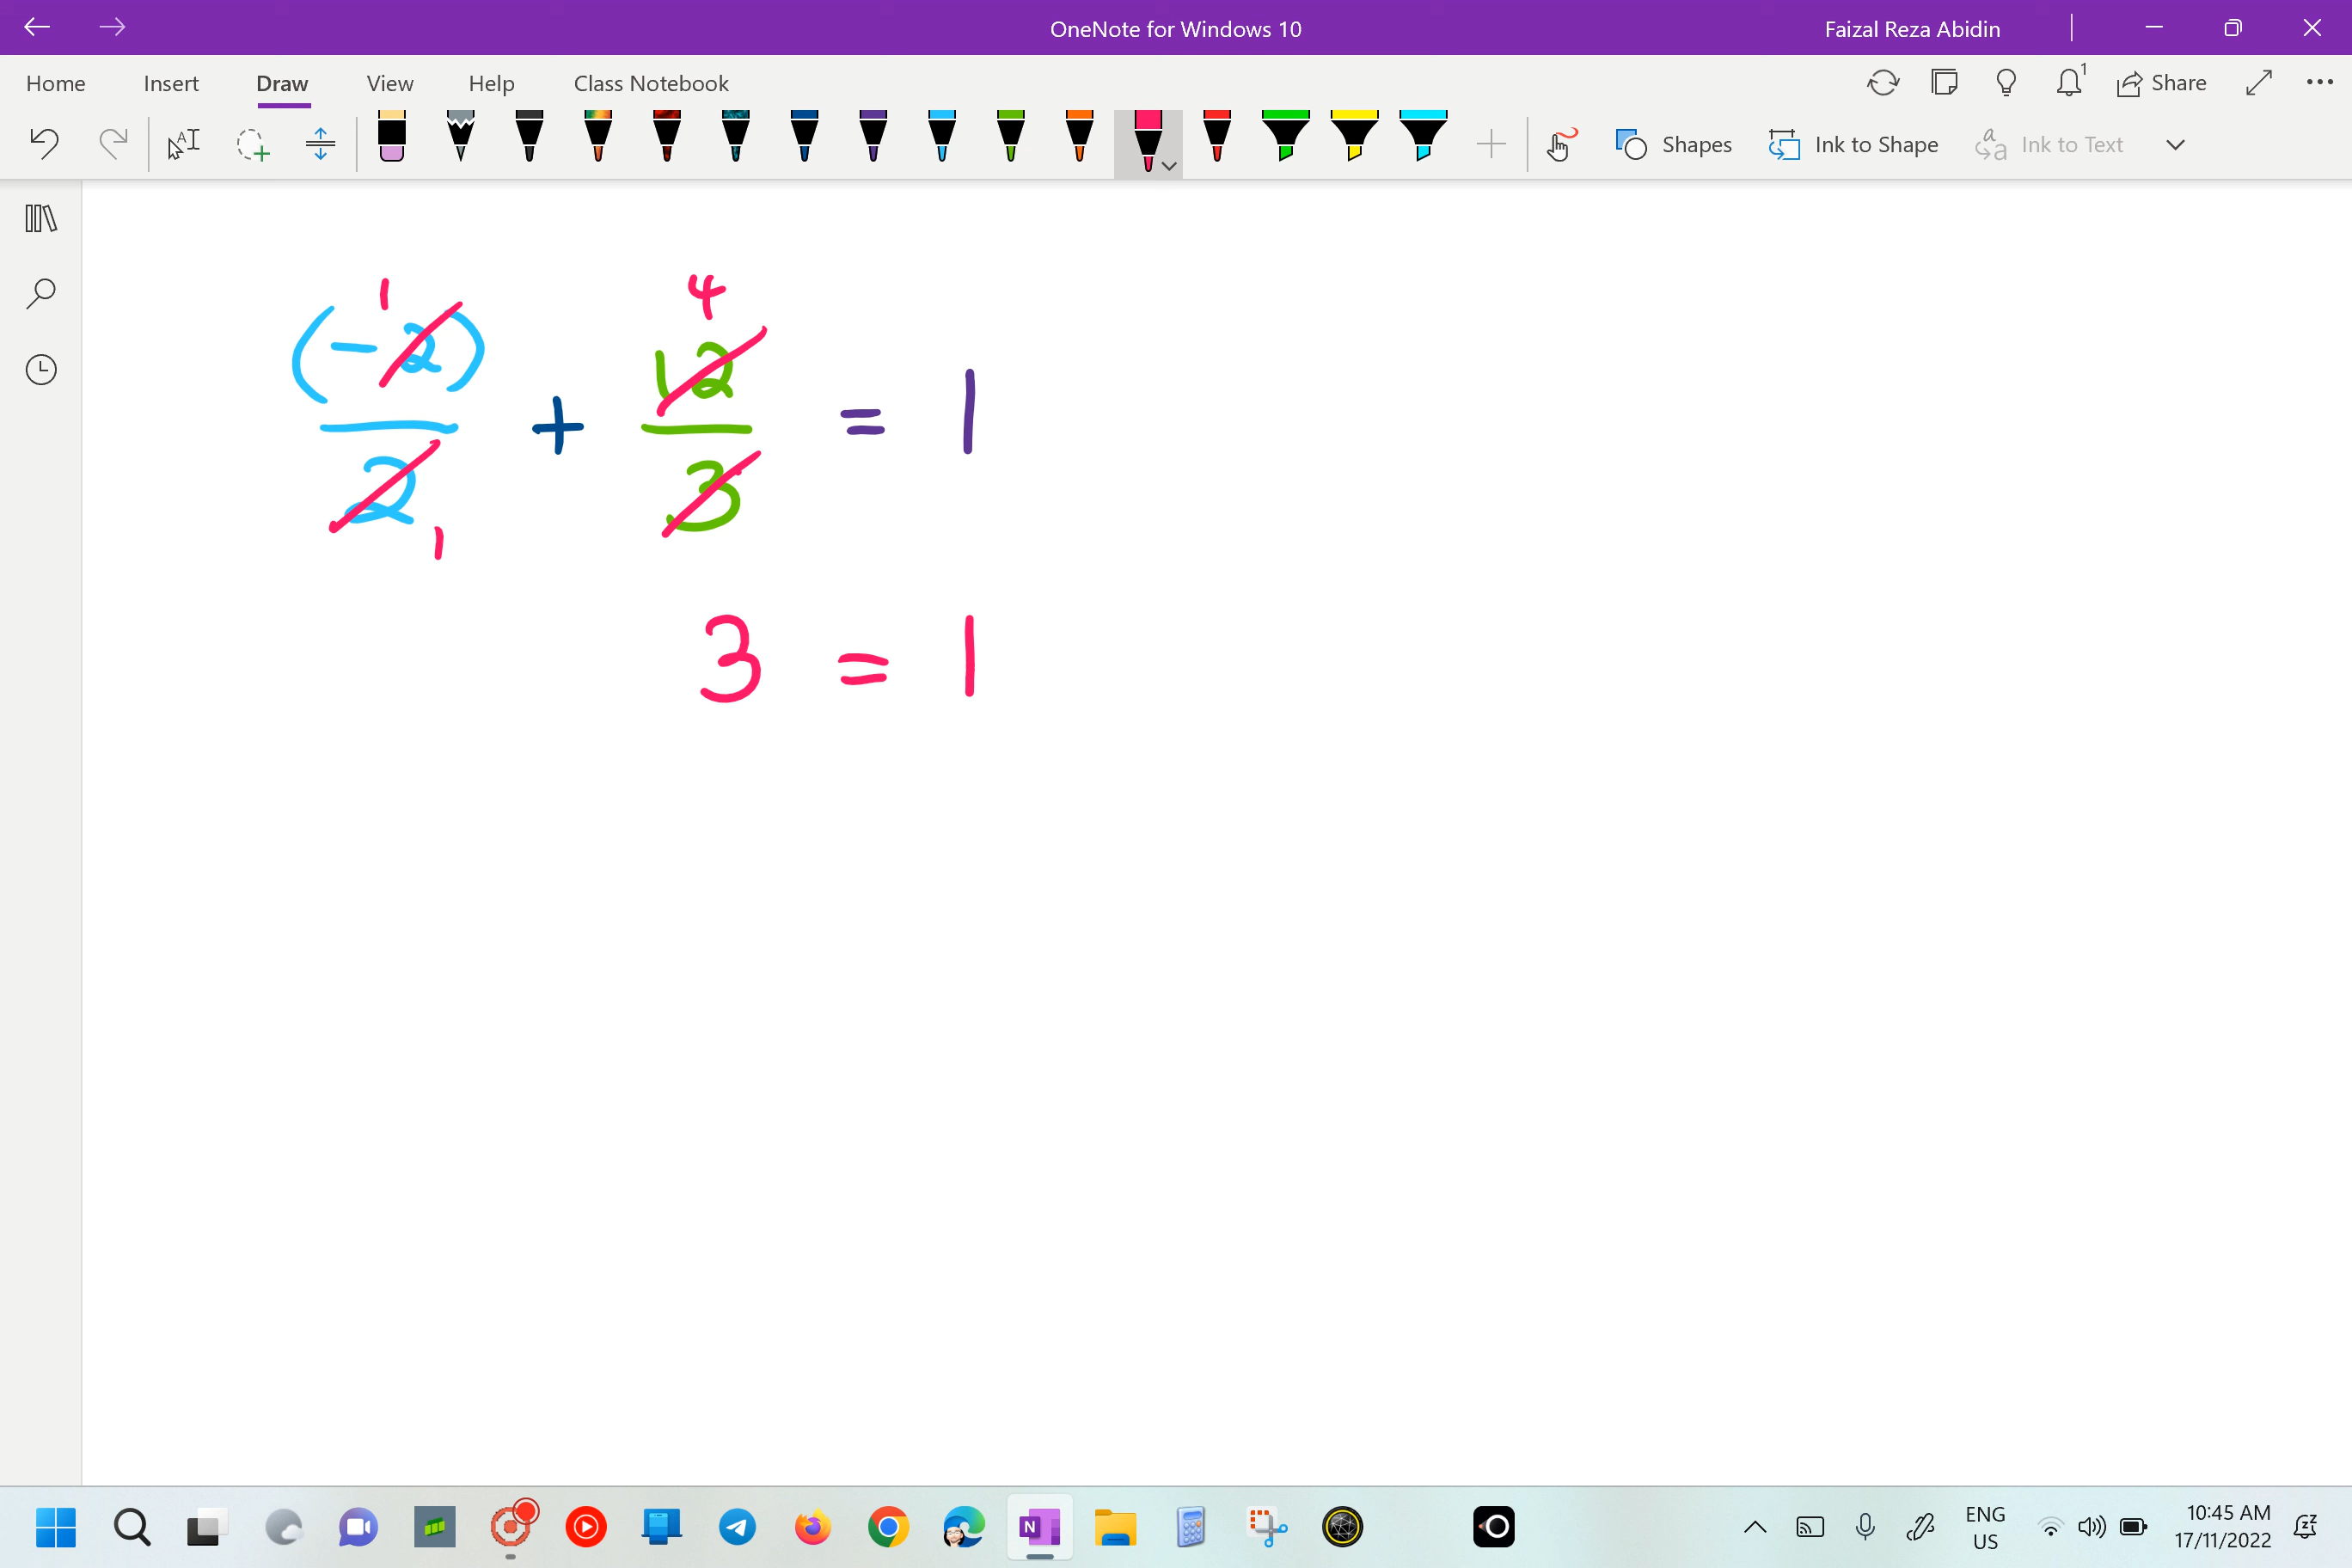 OneNote for Windows 10
Faizal Reza Abidin
Home Insert Draw View Help Class Notebook
1 Share
Shapes Ink to Shape Ink to Text
1 4
(-2) 12
+ = 1
2 3
1
3 = 1
ENG
US
10:45 AM
17/11/2022